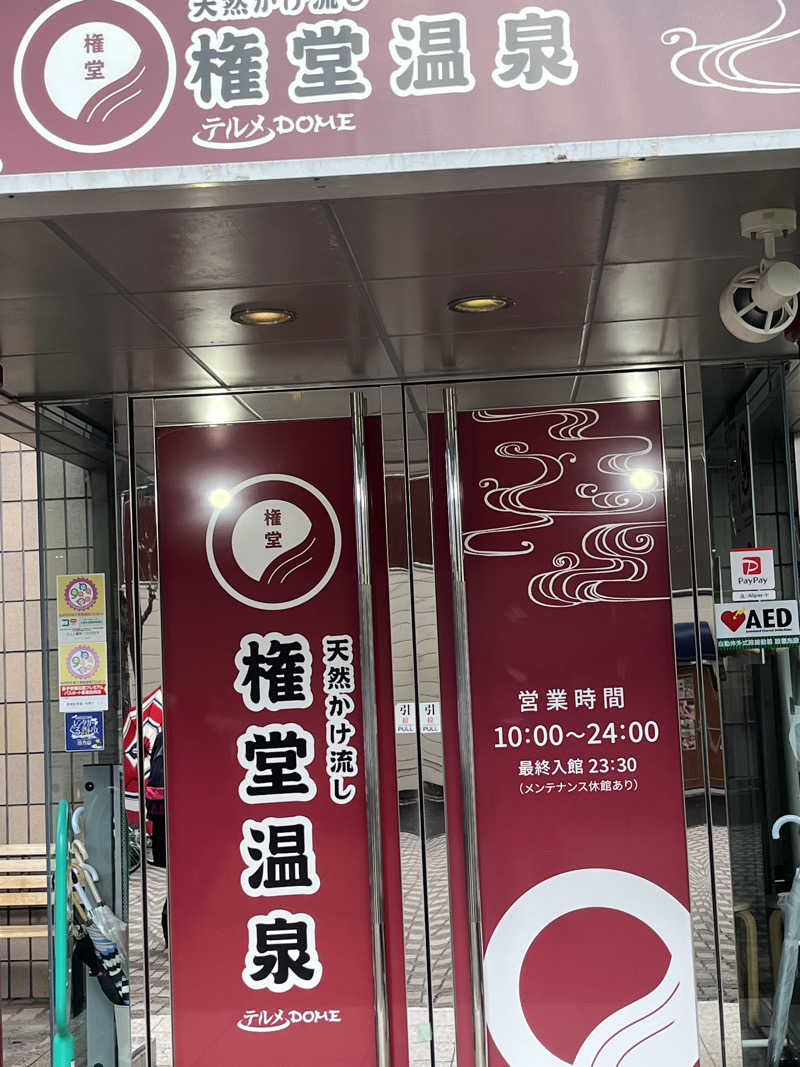 天然かけ流し
権堂
権堂温泉
テルメDOME
権堂
天然かけ流し
権堂温泉
テルメDOME
引
PULL
引
PULL
営業時間
10:00～24:00
最終入館 23:30
(メンテナンス休館あり)
PayPay
Alipay
AED